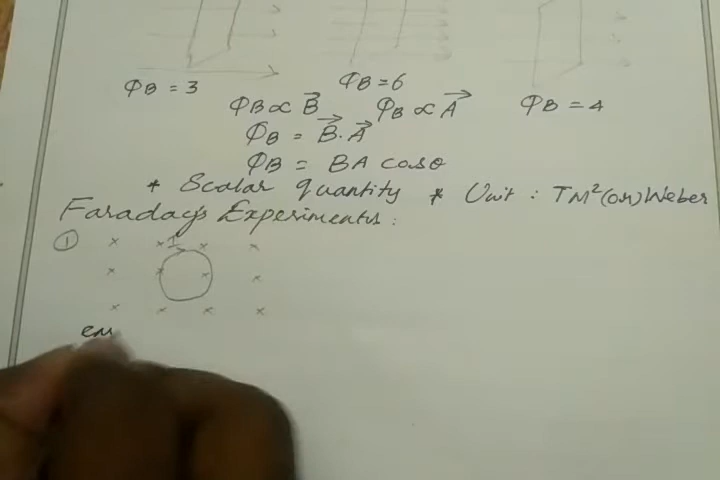 ΦB = 3 ΦB = 6 ΦB = 4
ΦB ∝ B⃗ ΦB ∝ A⃗
ΦB = B⃗ · A⃗
ΦB = BA cosθ
* Scalar quantity * Unit : TM²(or) Weber
Faraday's Experiments :
① × × I × ×
× × × ×
× × × ×
em